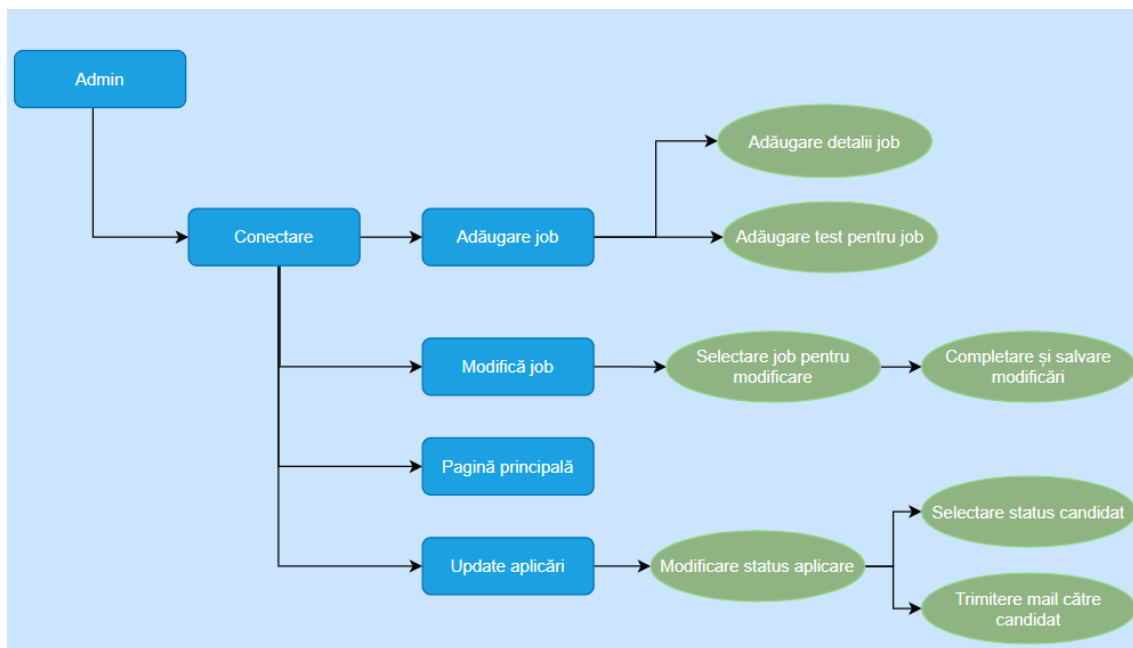 Admin
Adăugare detalii job
Conectare
Adăugare job
Adăugare test pentru job
Modifică job
Selectare job pentru
modificare
Completare și salvare
modificări
Pagină principală
Selectare status candidat
Update aplicări
Modificare status aplicare
Trimitere mail către
candidat